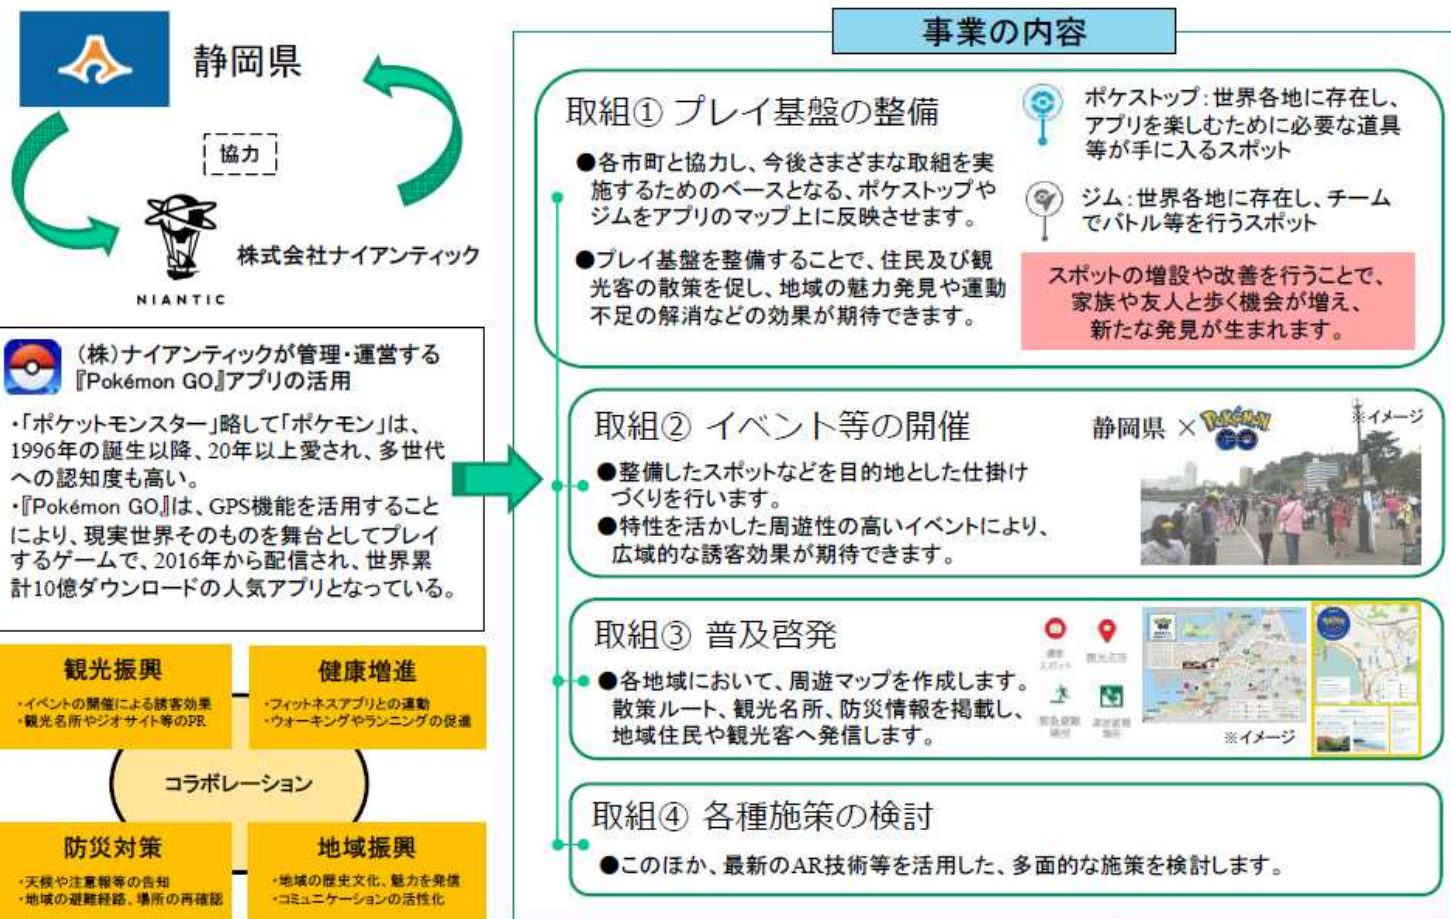 静岡県
協力
NIANTIC
株式会社ナイアンティック
(株)ナイアンティックが管理・運営する
『Pokémon GO』アプリの活用
・「ポケットモンスター」略して「ポケモン」は、
1996年の誕生以降、20年以上愛され、多世代
への認知度も高い。
・『Pokémon GO』は、GPS機能を活用すること
により、現実世界そのものを舞台としてプレイ
するゲームで、2016年から配信され、世界累
計10億ダウンロードの人気アプリとなっている。
観光振興
・イベントの開催による誘客効果
・観光名所やジオサイト等のPR
健康増進
・フィットネスアプリとの連動
・ウォーキングやランニングの促進
コラボレーション
防災対策
・天候や注意報等の告知
・地域の避難経路、場所の再確認
地域振興
・地域の歴史文化、魅力を発信
・コミュニケーションの活性化
事業の内容
取組① プレイ基盤の整備
●各市町と協力し、今後さまざまな取組を実
施するためのベースとなる、ポケストップや
ジムをアプリのマップ上に反映させます。
●プレイ基盤を整備することで、住民及び観
光客の散策を促し、地域の魅力発見や運動
不足の解消などの効果が期待できます。
ポケストップ:世界各地に存在し、
アプリを楽しむために必要な道具
等が手に入るスポット
ジム:世界各地に存在し、チーム
でバトル等を行うスポット
スポットの増設や改善を行うことで、
家族や友人と歩く機会が増え、
新たな発見が生まれます。
取組② イベント等の開催
●整備したスポットなどを目的地とした仕掛け
づくりを行います。
●特性を活かした周遊性の高いイベントにより、
広域的な誘客効果が期待できます。
静岡県 × Pokémon GO
※イメージ
取組③ 普及啓発
●各地域において、周遊マップを作成します。
散策ルート、観光名所、防災情報を掲載し、
地域住民や観光客へ発信します。
観光名所
※イメージ
取組④ 各種施策の検討
●このほか、最新のAR技術等を活用した、多面的な施策を検討します。